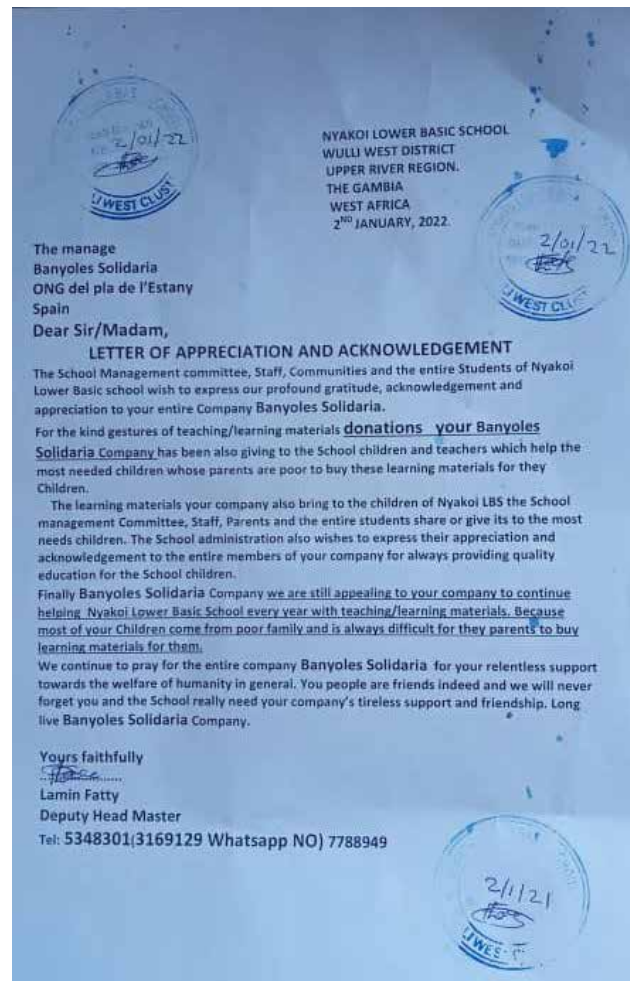 2/01/22
LI WEST CLUST
NYAKOI LOWER BASIC SCHOOL
WULLI WEST DISTRICT
UPPER RIVER REGION.
THE GAMBIA
WEST AFRICA
2ND JANUARY, 2022.
2/01/22
I WEST CLU
The manage
Banyoles Solidaria
ONG del pla de l'Estany
Spain
Dear Sir/Madam,
LETTER OF APPRECIATION AND ACKNOWLEDGEMENT
The School Management committee, Staff, Communities and the entire Students of Nyakoi
Lower Basic school wish to express our profound gratitude, acknowledgement and
appreciation to your entire Company Banyoles Solidaria.
For the kind gestures of teaching/learning materials donations your Banyoles
Solidaria Company has been also giving to the School children and teachers which help the
most needed children whose parents are poor to buy these learning materials for they
Children.
The learning materials your company also bring to the children of Nyakoi LBS the School
management Committee, Staff, Parents and the entire students share or give its to the most
needs children. The School administration also wishes to express their appreciation and
acknowledgement to the entire members of your company for always providing quality
education for the School children.
Finally Banyoles Solidaria Company we are still appealing to your company to continue
helping Nyakoi Lower Basic School every year with teaching/learning materials. Because
most of your Children come from poor family and is always difficult for they parents to buy
learning materials for them.
We continue to pray for the entire company Banyoles Solidaria for your relentless support
towards the welfare of humanity in general. You people are friends indeed and we will never
forget you and the School really need your company's tireless support and friendship. Long
live Banyoles Solidaria Company.
Yours faithfully
Lamin Fatty
Deputy Head Master
Tel: 5348301(3169129 Whatsapp NO) 7788949
2/1/21